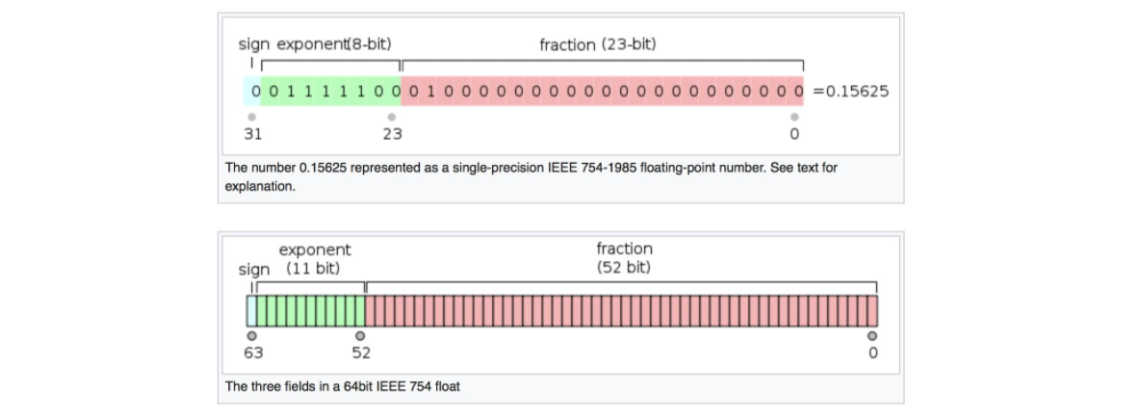 sign exponent(8-bit) fraction (23-bit)
0 0 1 1 1 1 1 0 0 0 1 0 0 0 0 0 0 0 0 0 0 0 0 0 0 0 0 0 0 0 0 0 =0.15625
31 23 0
The number 0.15625 represented as a single-precision IEEE 754-1985 floating-point number. See text for
explanation.
exponent fraction
sign (11 bit) (52 bit)
63 52 0
The three fields in a 64bit IEEE 754 float